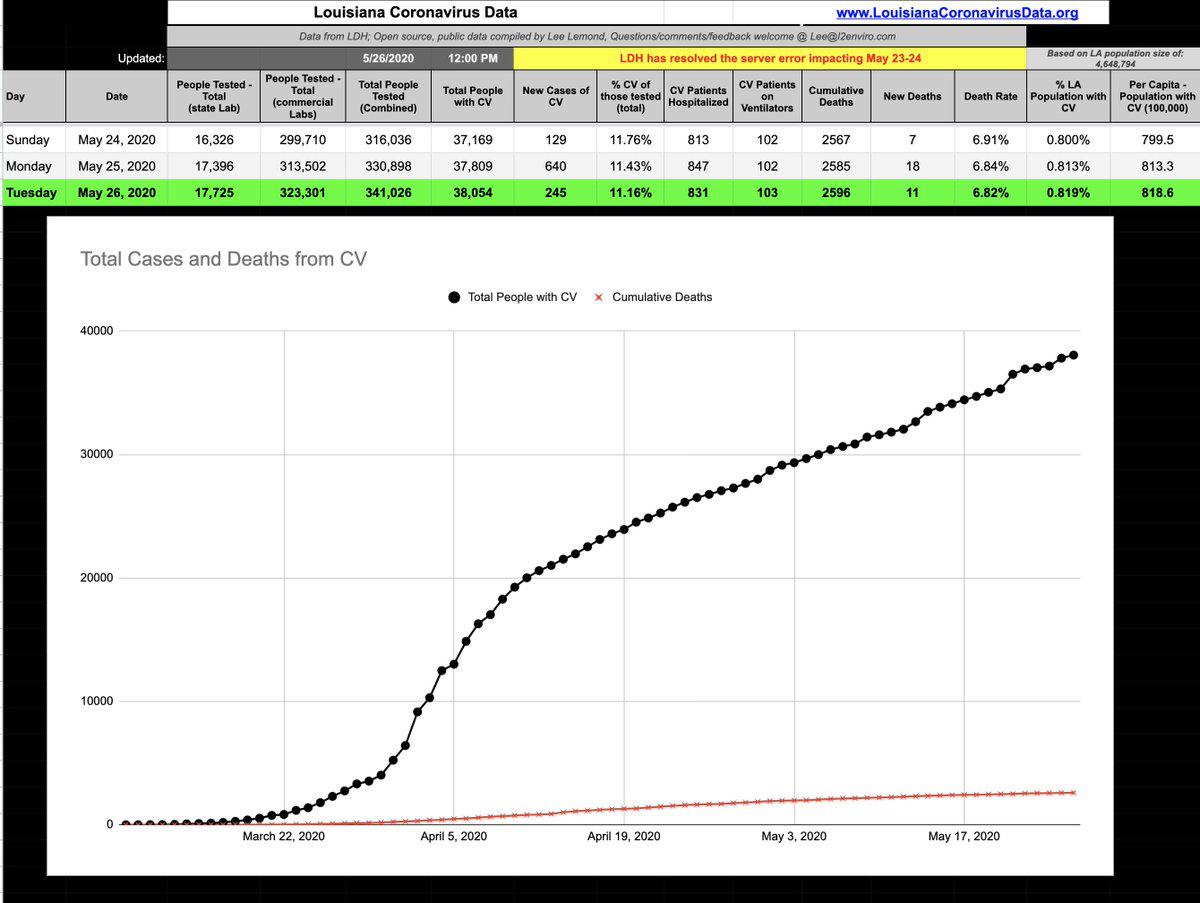 Louisiana Coronavirus Data www.LouisianaCoronavirusData.org
Data from LDH; Open source, public data compiled by Lee Lemond, Questions/comments/feedback welcome @ Lee@l2enviro.com
Updated: 5/26/2020 12:00 PM LDH has resolved the server error impacting May 23-24 Based on LA population size of: 4,648,794
Day Date People Tested - Total (state Lab) People Tested - Total (commercial Labs) Total People Tested (Combined) Total People with CV New Cases of CV % CV of those tested (total) CV Patients Hospitalized CV Patients on Ventilators Cumulative Deaths New Deaths Death Rate % LA Population with CV Per Capita - Population with CV (100,000)
Sunday May 24, 2020 16,326 299,710 316,036 37,169 129 11.76% 813 102 2567 7 6.91% 0.800% 799.5
Monday May 25, 2020 17,396 313,502 330,898 37,809 640 11.43% 847 102 2585 18 6.84% 0.813% 813.3
Tuesday May 26, 2020 17,725 323,301 341,026 38,054 245 11.16% 831 103 2596 11 6.82% 0.819% 818.6
Total Cases and Deaths from CV
Total People with CV Cumulative Deaths
40000
30000
20000
10000
0
March 22, 2020 April 5, 2020 April 19, 2020 May 3, 2020 May 17, 2020